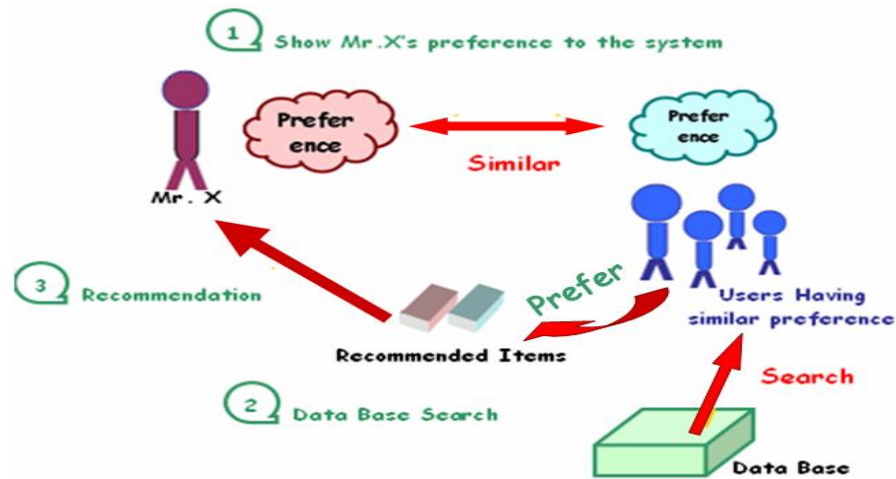 1
Show Mr.X's preference to the system
Prefer
ence
Similar
Prefer
ence
Mr. X
3
Recommendation
Prefer
Users Having
similar preference
Recommended Items
Search
2
Data Base Search
Data Base